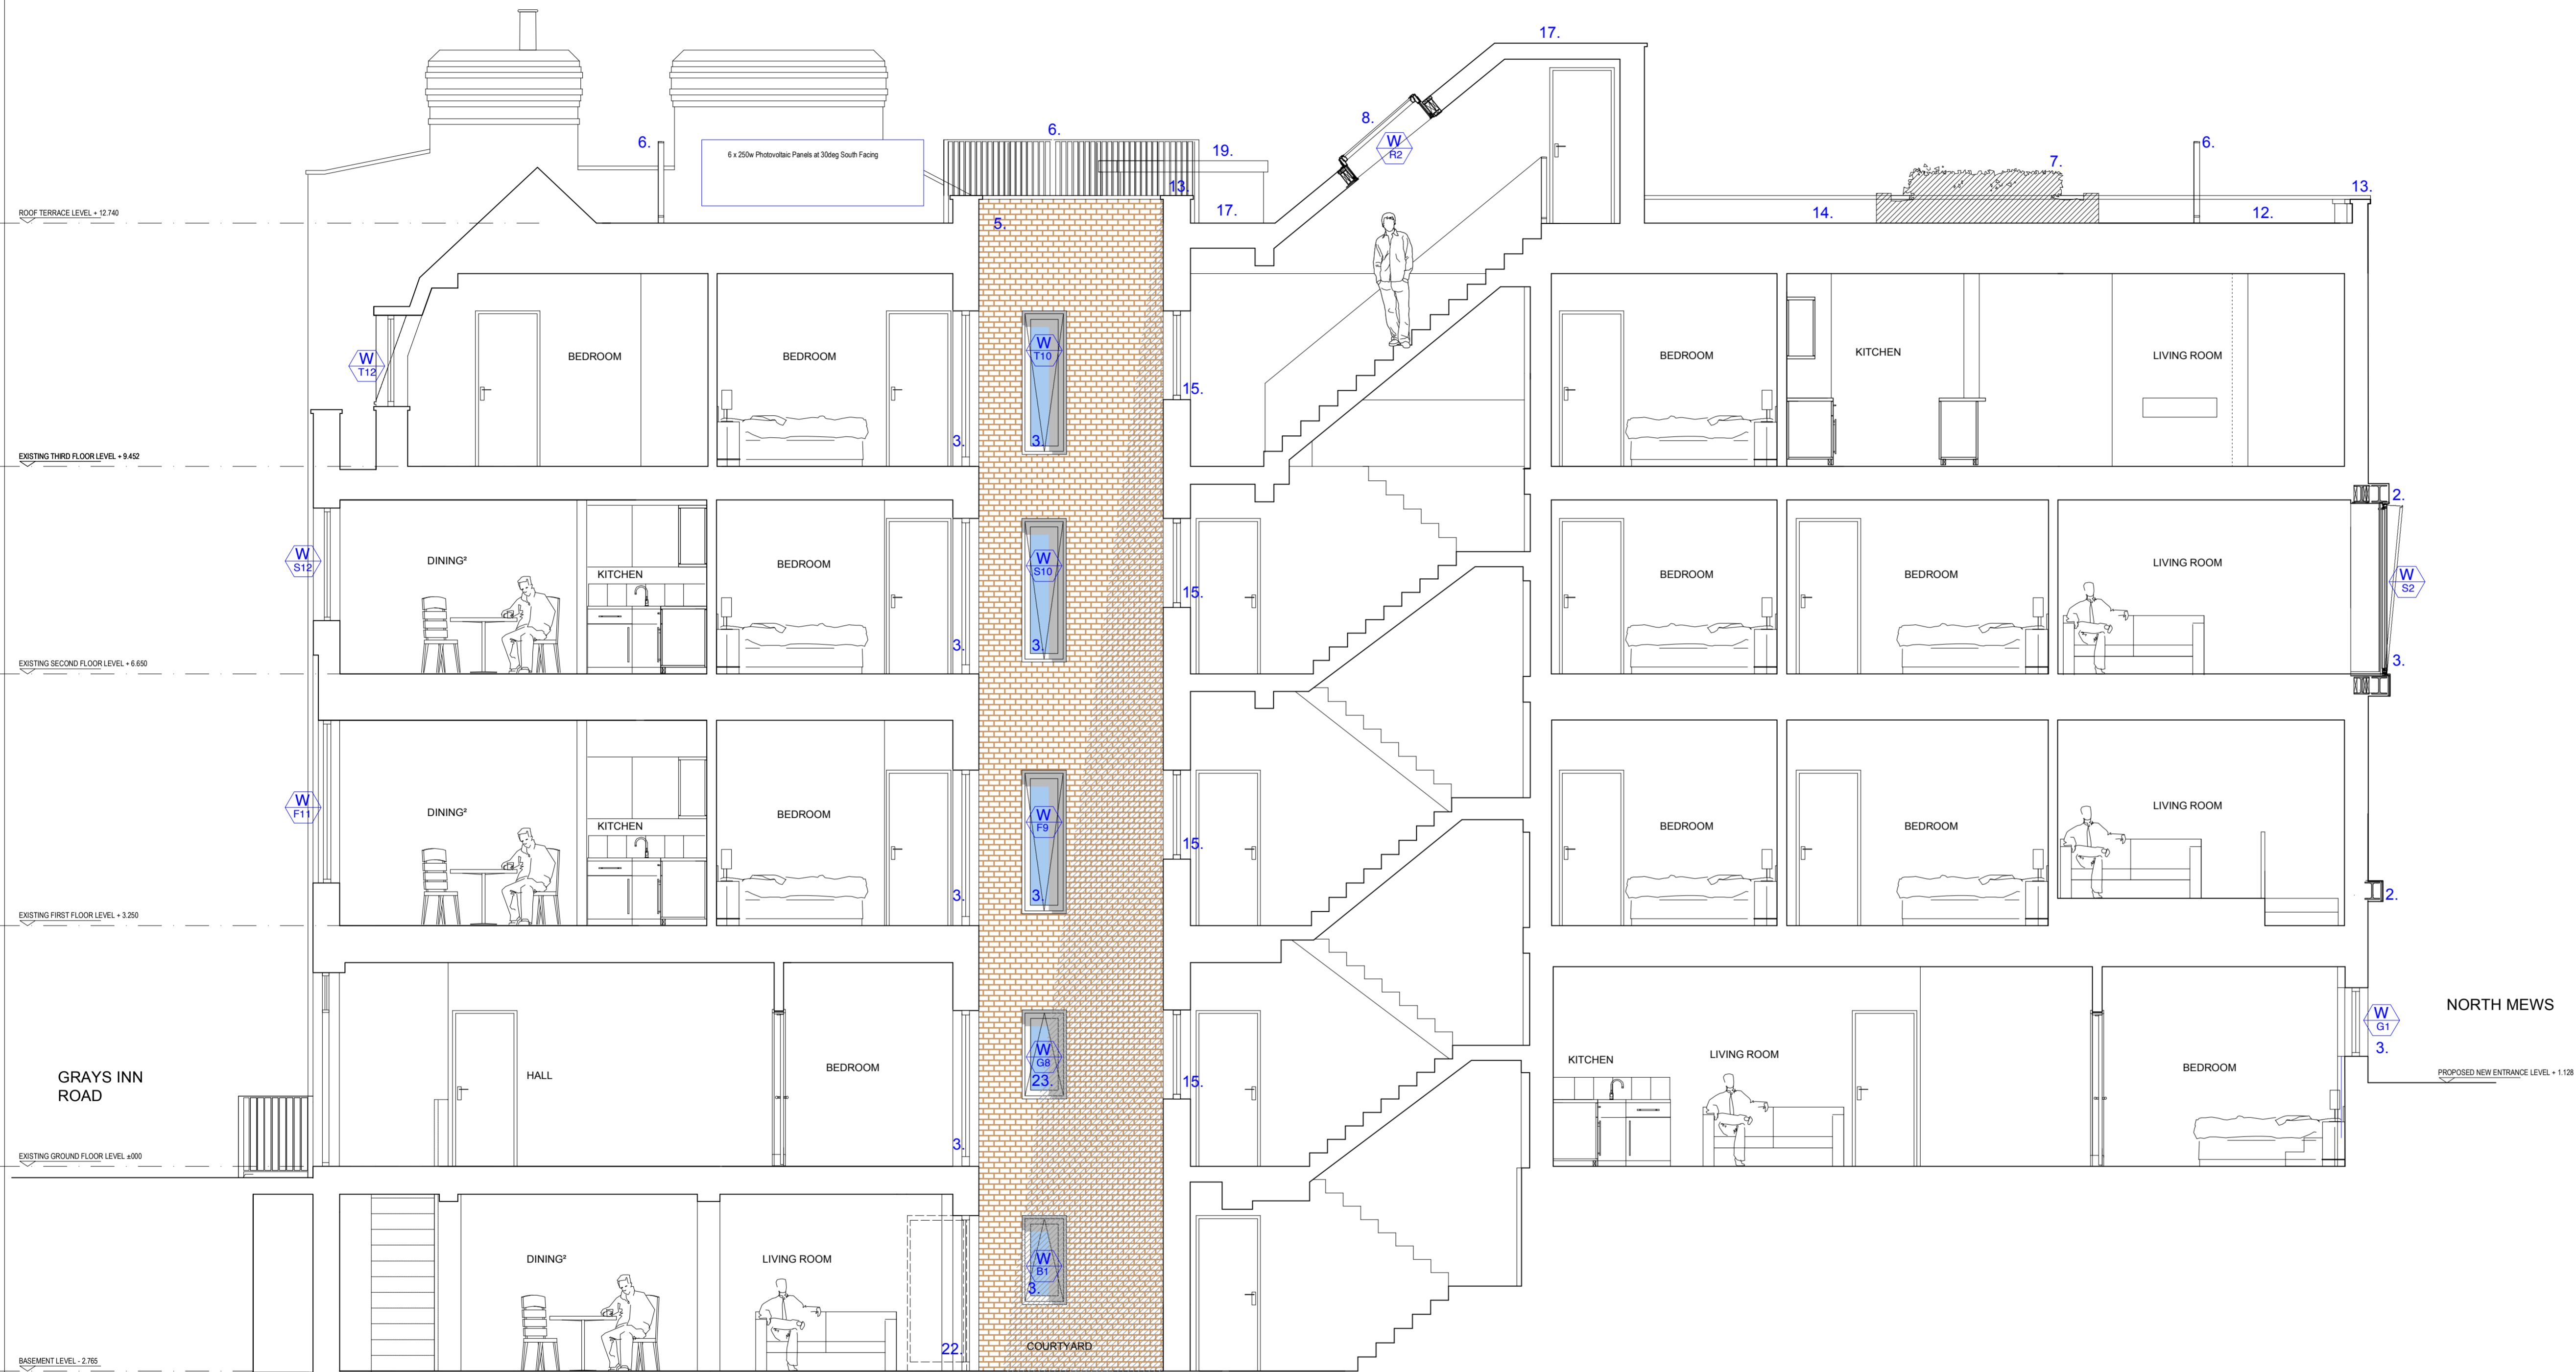 17.
8.
W
R2
6.
6.
6 x 250w Photovoltaic Panels at 30deg South Facing
19.
13.
7.
6.
13.
ROOF TERRACE LEVEL + 12.740
5.
17.
14.
12.
W
T12
BEDROOM
BEDROOM
W
T10
15.
BEDROOM
KITCHEN
LIVING ROOM
3.
3.
EXISTING THIRD FLOOR LEVEL + 9.452
2.
W
S12
DINING²
KITCHEN
BEDROOM
W
S10
15.
BEDROOM
BEDROOM
LIVING ROOM
W
S2
3.
3.
3.
EXISTING SECOND FLOOR LEVEL + 6.650
W
F11
DINING²
KITCHEN
BEDROOM
W
F9
15.
BEDROOM
BEDROOM
LIVING ROOM
3.
3.
2.
EXISTING FIRST FLOOR LEVEL + 3.250
GRAYS INN
ROAD
HALL
BEDROOM
W
G8
23.
15.
KITCHEN
LIVING ROOM
BEDROOM
W
G1
3.
NORTH MEWS
PROPOSED NEW ENTRANCE LEVEL + 1.128
3.
EXISTING GROUND FLOOR LEVEL ±000
DINING²
LIVING ROOM
W
B1
3.
22.
COURTYARD
BASEMENT LEVEL - 2.765